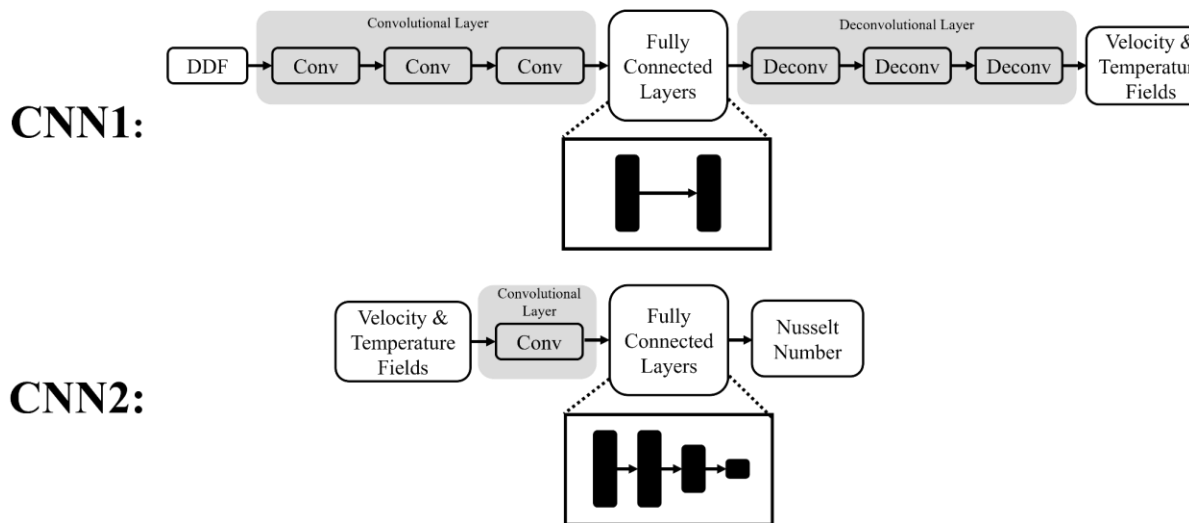 Convolutional Layer
DDF
Conv
Conv
Conv
Fully
Connected
Layers
Deconvolutional Layer
Deconv
Deconv
Deconv
Velocity &
Temperatur
Fields
CNN1:
Velocity &
Temperature
Fields
Convolutional
Layer
Conv
Fully
Connected
Layers
Nusselt
Number
CNN2: